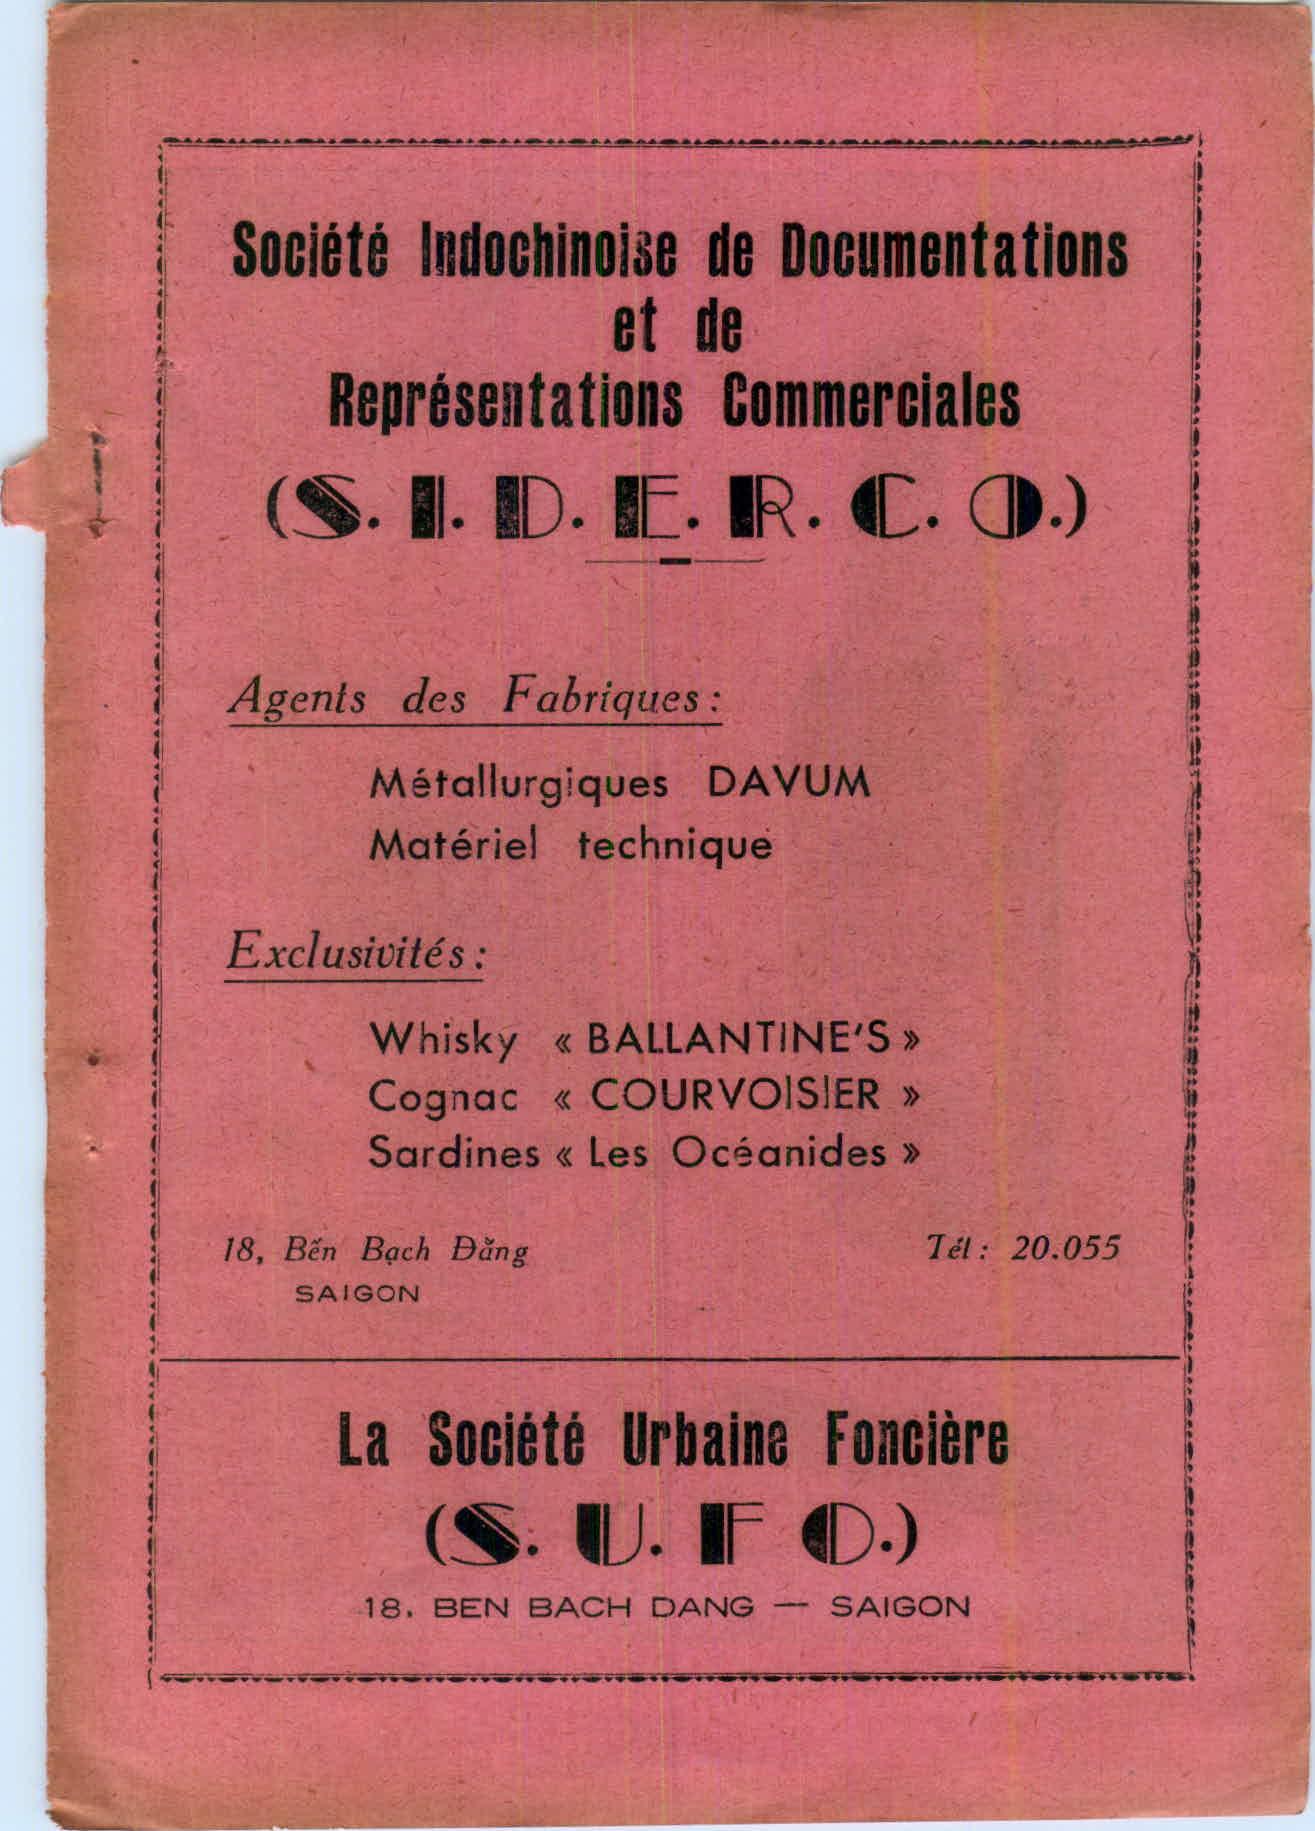 Société Indochinoise de Documentations
et de
Représentations Commerciales
(S. I. D. E. R. C. O.)
Agents des Fabriques :
Métallurgiques DAVUM
Matériel technique
Exclusivités :
Whisky « BALLANTINE'S »
Cognac « COURVOISIER »
Sardines « Les Océanides »
18, Bến Bạch Đằng Tél : 20.055
SAIGON
La Société Urbaine Foncière
(S. U. F O.)
18. BEN BACH DANG — SAIGON